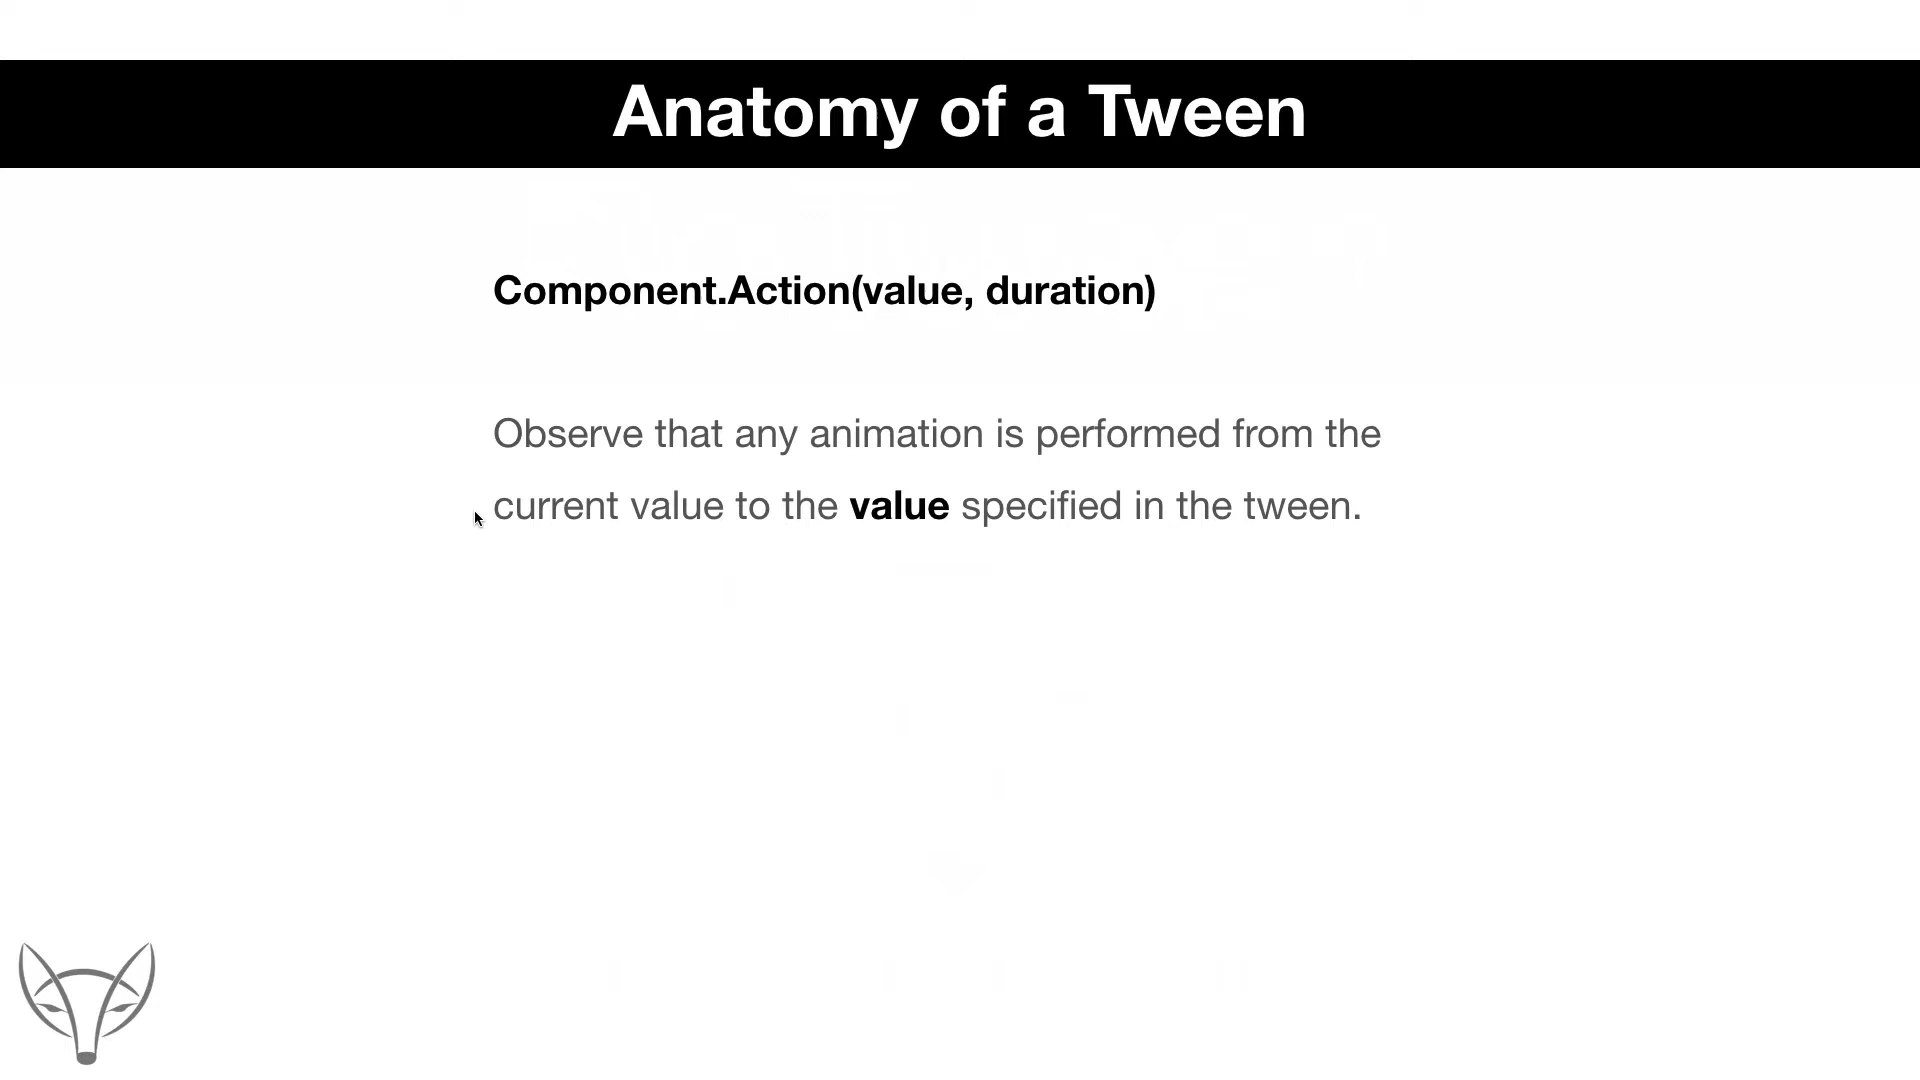 Anatomy of a Tween
Component.Action(value, duration)
Observe that any animation is performed from the
current value to the value specified in the tween.